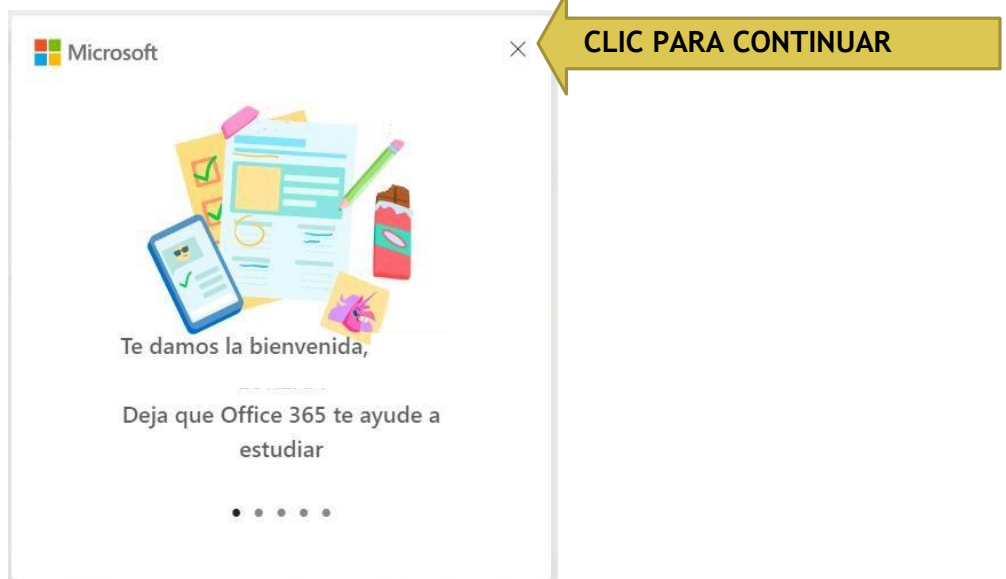 Microsoft
CLIC PARA CONTINUAR
Te damos la bienvenida,
Deja que Office 365 te ayude a
estudiar